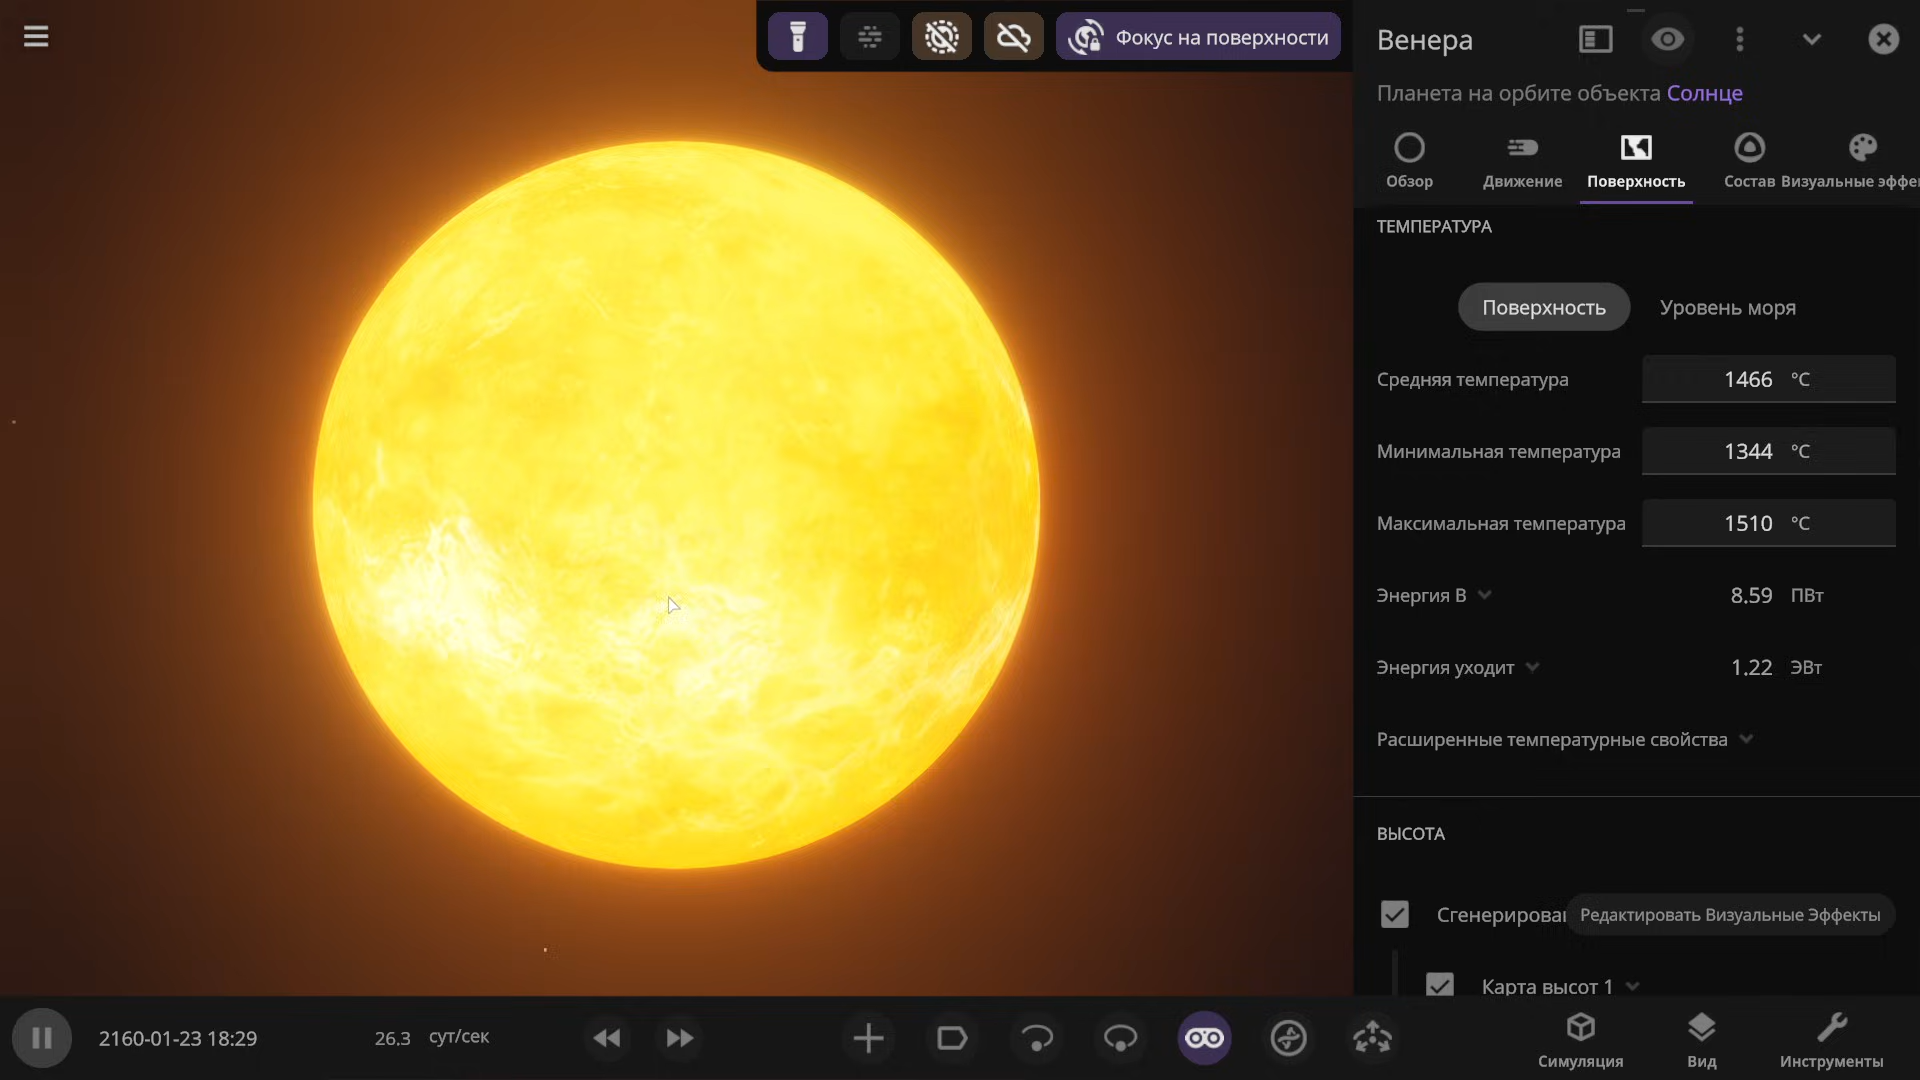 Фокус на поверхности
Венера
Планета на орбите объекта Солнце
Обзор
Движение
Поверхность
Состав
Визуальные эффе
ТЕМПЕРАТУРА
Поверхность
Уровень моря
Средняя температура 1466 °C
Минимальная температура 1344 °C
Максимальная температура 1510 °C
Энергия В 8.59 ПВт
Энергия уходит 1.22 ЭВт
Расширенные температурные свойства
ВЫСОТА
Сгенерирова
Редактировать Визуальные Эффекты
Карта высот 1
2160-01-23 18:29
26.3 сут/сек
Симуляция
Вид
Инструменты